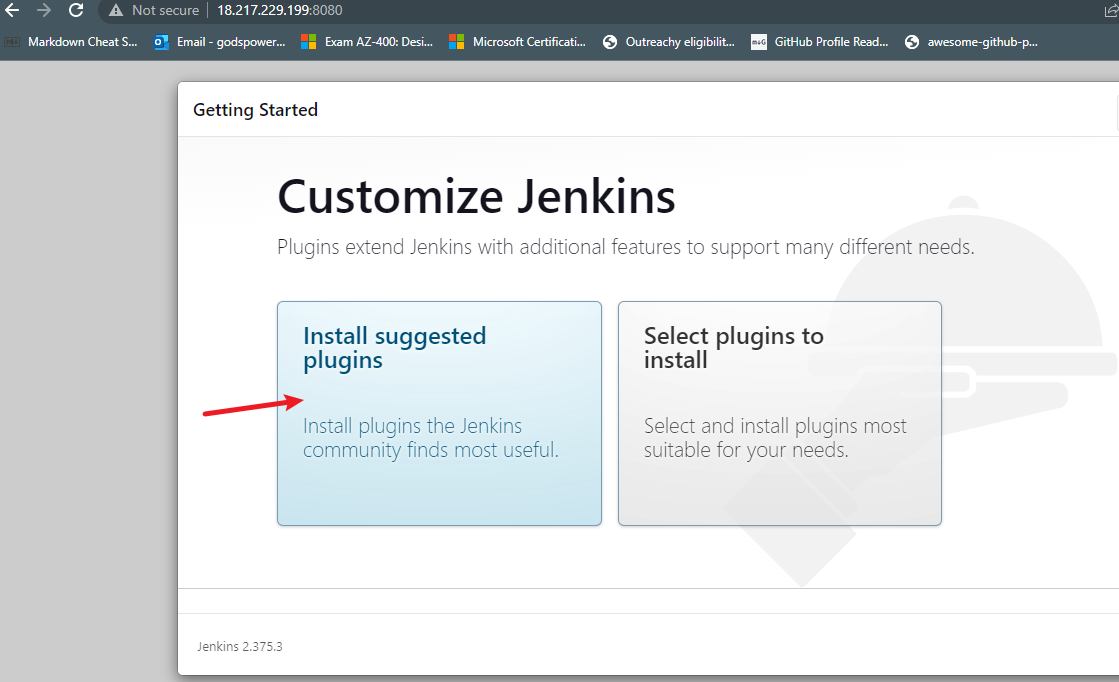 Not secure 18.217.229.199:8080
Markdown Cheat S... Email - godspower... Exam AZ-400: Desi... Microsoft Certificati... Outreachy eligibilit... GitHub Profile Read... awesome-github-p...
Getting Started
Customize Jenkins
Plugins extend Jenkins with additional features to support many different needs.
Install suggested
plugins
Install plugins the Jenkins
community finds most useful.
Select plugins to
install
Select and install plugins most
suitable for your needs.
Jenkins 2.375.3